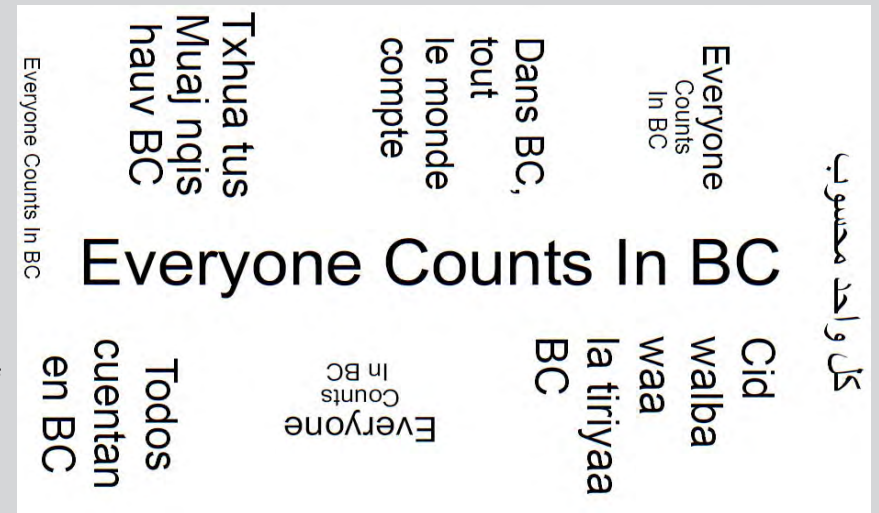 Everyone Counts In BC
Txhua tus
Muaj nqis
hauv BC
Dans BC,
tout
le monde
compte
Everyone
Counts
In BC
كل واحد محسوب
Everyone Counts In BC
Todos
cuentan
en BC
Everyone
Counts
In BC
Cid
walba
waa
la tiriyaa
BC